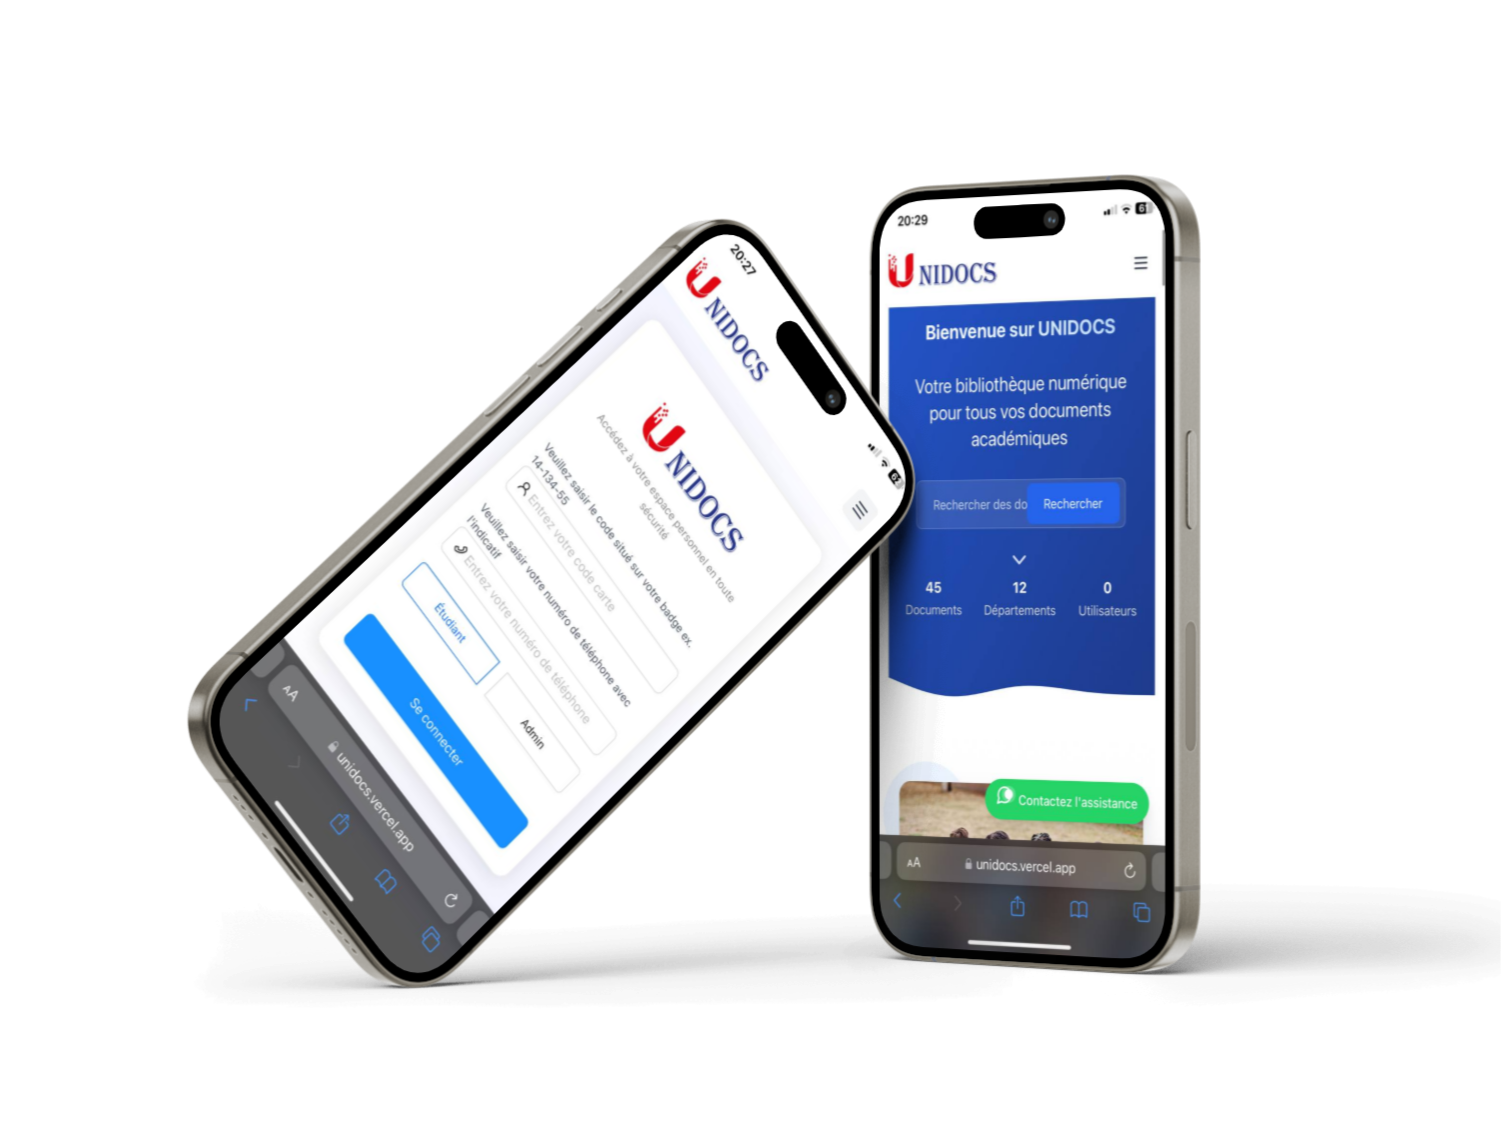 20:27
UNIDOCS
UNIDOCS
Accédez à votre espace personnel en toute
sécurité
Veuillez saisir le code situé sur votre badge ex.
14-134-55
Entrez votre code carte
Veuillez saisir votre numéro de téléphone avec
l'indicatif
Entrez votre numéro de téléphone
Étudiant
Admin
Se connecter
AA
unidocs.vercel.app
20:29
UNIDOCS
Bienvenue sur UNIDOCS
Votre bibliothèque numérique
pour tous vos documents
académiques
Rechercher des do
Rechercher
45
12
0
Documents
Départements
Utilisateurs
Contactez l'assistance
AA
unidocs.vercel.app